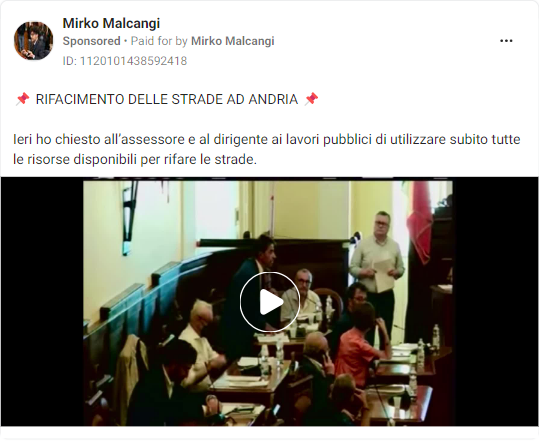 Mirko Malcangi
Sponsored • Paid for by Mirko Malcangi
ID: 1120101438592418
📌 RIFACIMENTO DELLE STRADE AD ANDRIA 📌
Ieri ho chiesto all'assessore e al dirigente ai lavori pubblici di utilizzare subito tutte
le risorse disponibili per rifare le strade.